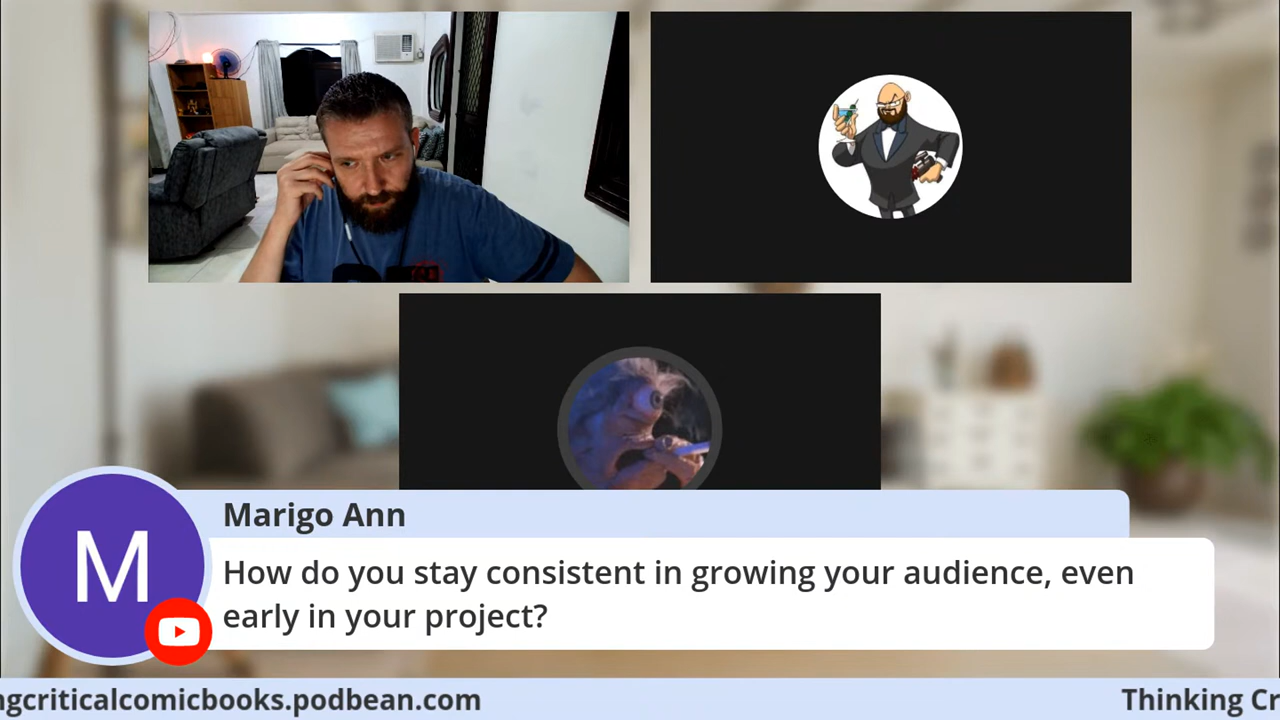 Marigo Ann
M
How do you stay consistent in growing your audience, even
early in your project?
ngcriticalcomicbooks.podbean.com
Thinking Cr